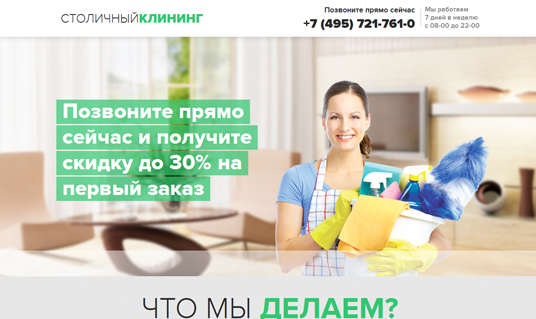 СТОЛИЧНЫЙКЛИНИНГ
Позвоните прямо сейчас
+7 (495) 721-761-0
Мы работеем
7 дней в неделю
с 08-00 до 22-00
Позвоните прямо
сейчас и получите
скидку до 30% на
первый заказ
ЧТО МЫ ДЕЛАЕМ?